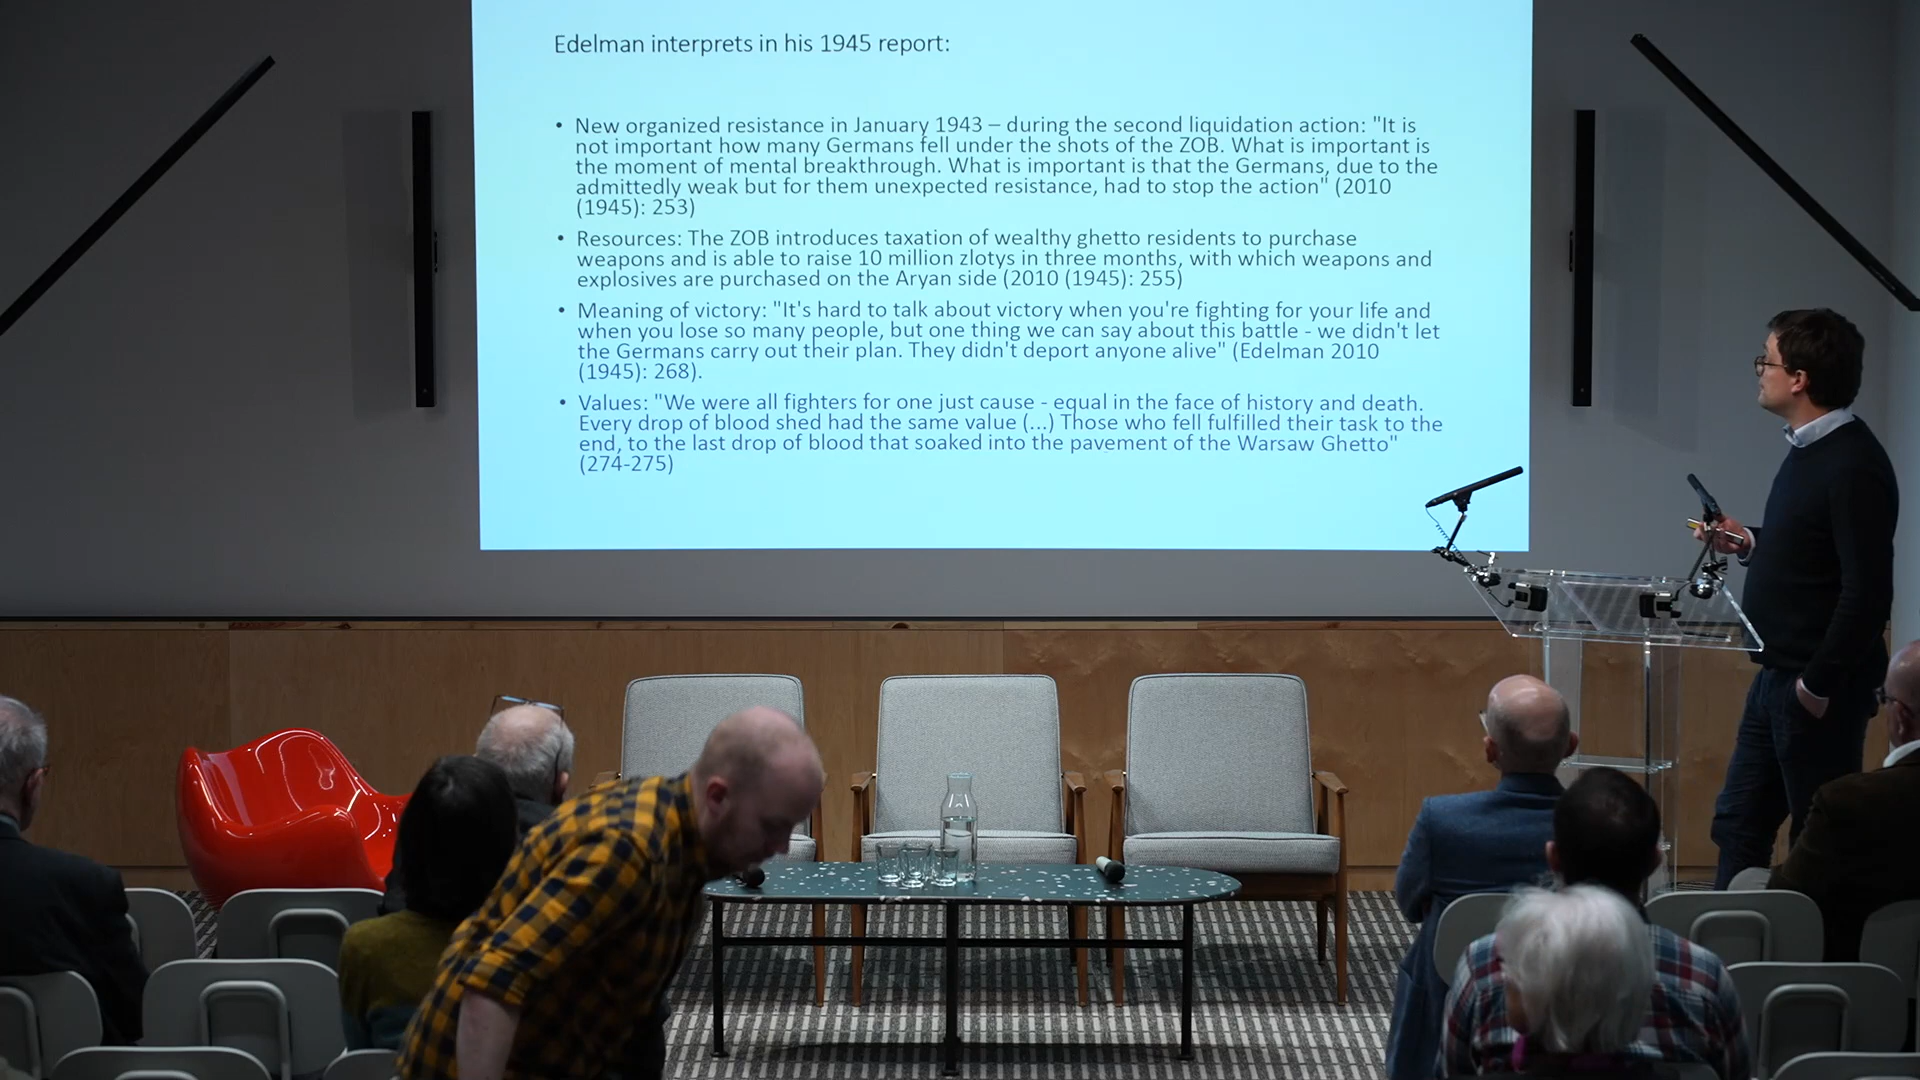 Edelman interprets in his 1945 report:
• New organized resistance in January 1943 – during the second liquidation action: "It is
not important how many Germans fell under the shots of the ZOB. What is important is
the moment of mental breakthrough. What is important is that the Germans, due to the
admittedly weak but for them unexpected resistance, had to stop the action" (2010
(1945): 253)
• Resources: The ZOB introduces taxation of wealthy ghetto residents to purchase
weapons and is able to raise 10 million zlotys in three months, with which weapons and
explosives are purchased on the Aryan side (2010 (1945): 255)
• Meaning of victory: "It's hard to talk about victory when you're fighting for your life and
when you lose so many people, but one thing we can say about this battle - we didn't let
the Germans carry out their plan. They didn't deport anyone alive" (Edelman 2010
(1945): 268).
• Values: "We were all fighters for one just cause - equal in the face of history and death.
Every drop of blood shed had the same value (...) Those who fell fulfilled their task to the
end, to the last drop of blood that soaked into the pavement of the Warsaw Ghetto"
(274-275)